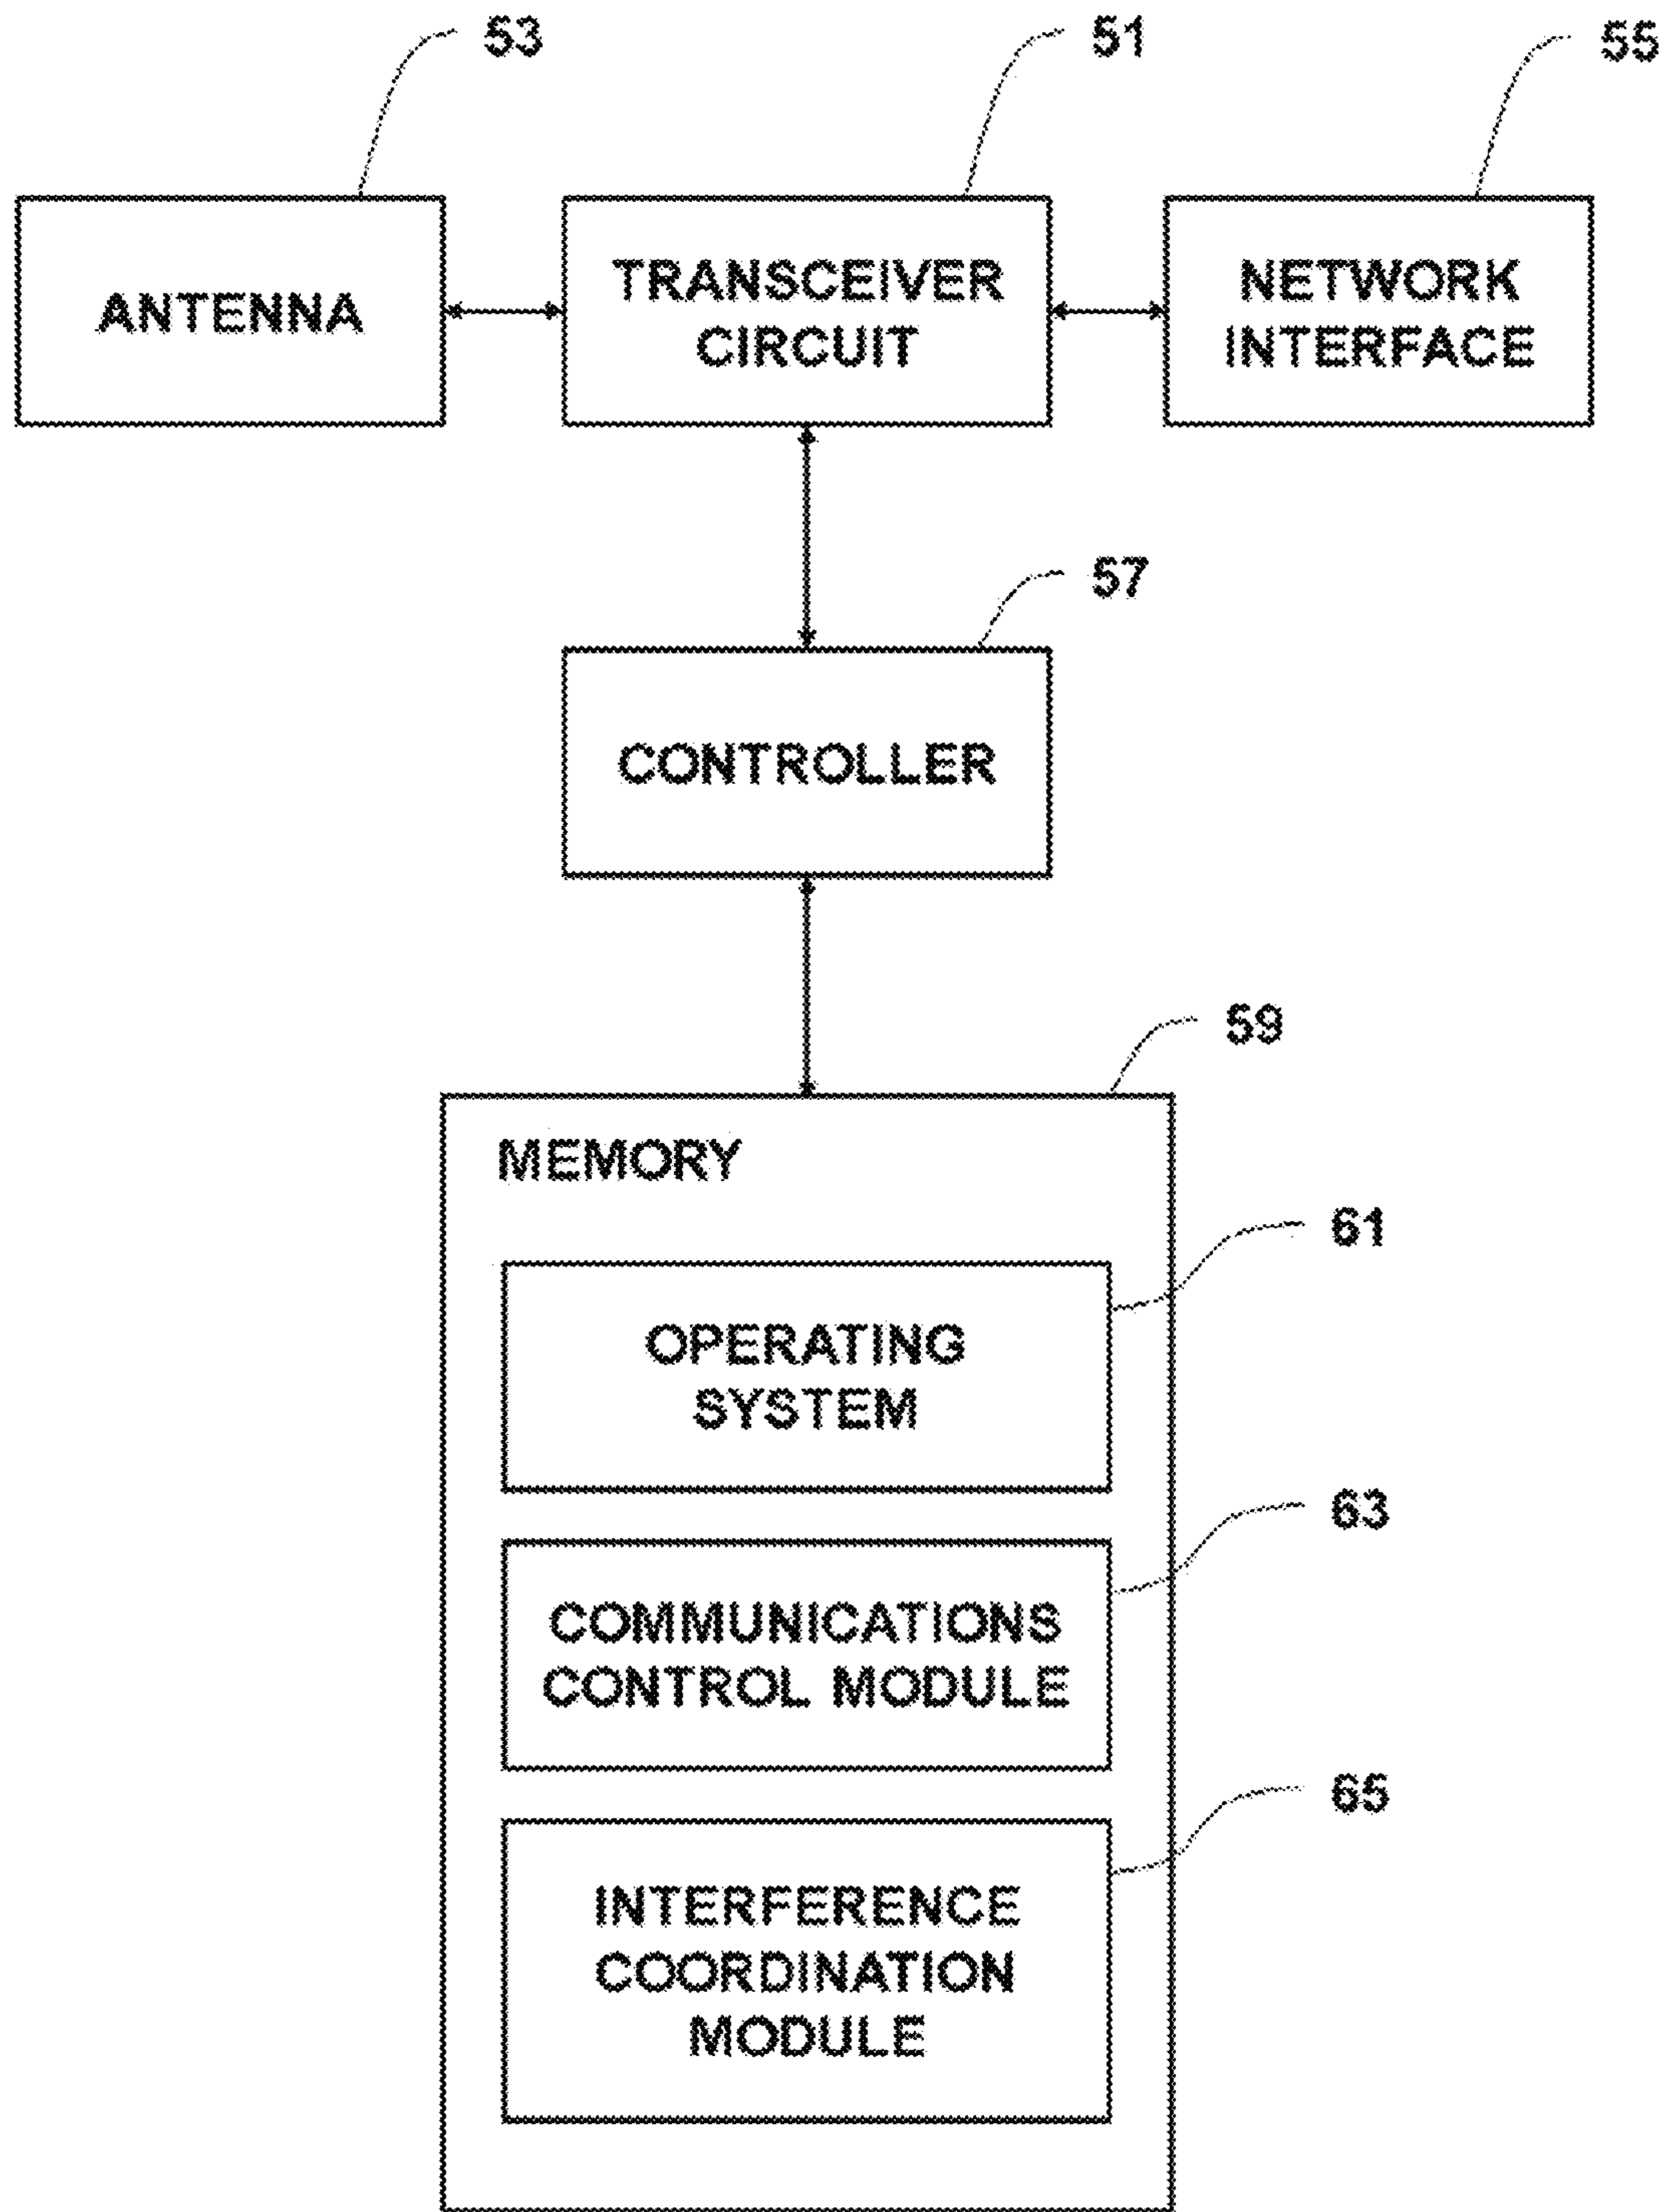 53
51
55
ANTENNA
TRANSCEIVER
CIRCUIT
NETWORK
INTERFACE
57
CONTROLLER
59
MEMORY
61
OPERATING
SYSTEM
63
COMMUNICATIONS
CONTROL MODULE
65
INTERFERENCE
COORDINATION
MODULE